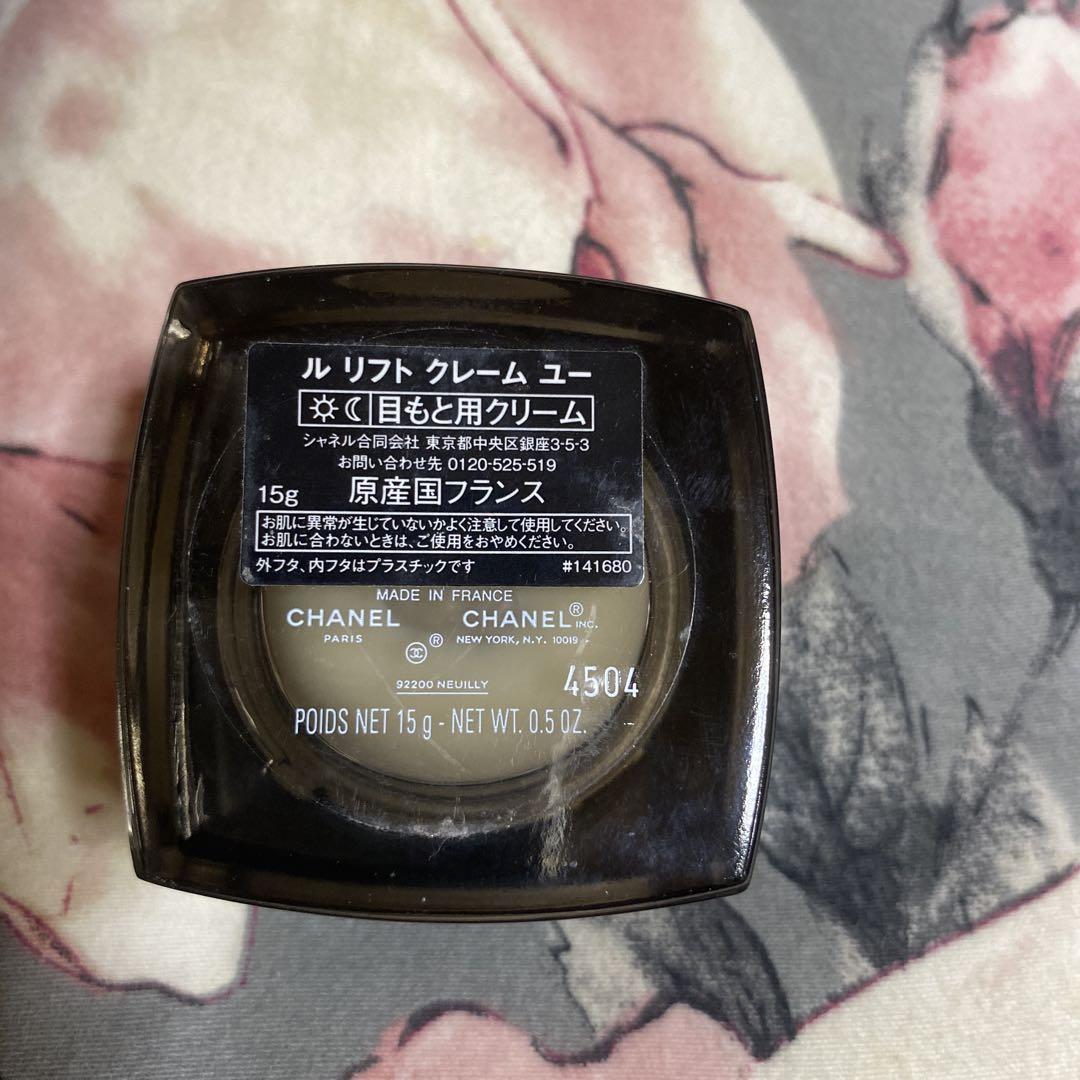 ル リフト クレーム ユー
目もと用クリーム
シャネル合同会社 東京都中央区銀座3-5-3
お問い合わせ先 0120-525-519
15g 原産国フランス
お肌に異常が生じていないかよく注意して使用してください。
お肌に合わないときは、ご使用をおやめください。
外フタ、内フタはプラスチックです #141680
MADE IN FRANCE
CHANEL CHANEL® INC.
PARIS NEW YORK, N.Y. 10019
®
92200 NEUILLY
4504
POIDS NET 15 g - NET WT. 0.5 OZ.